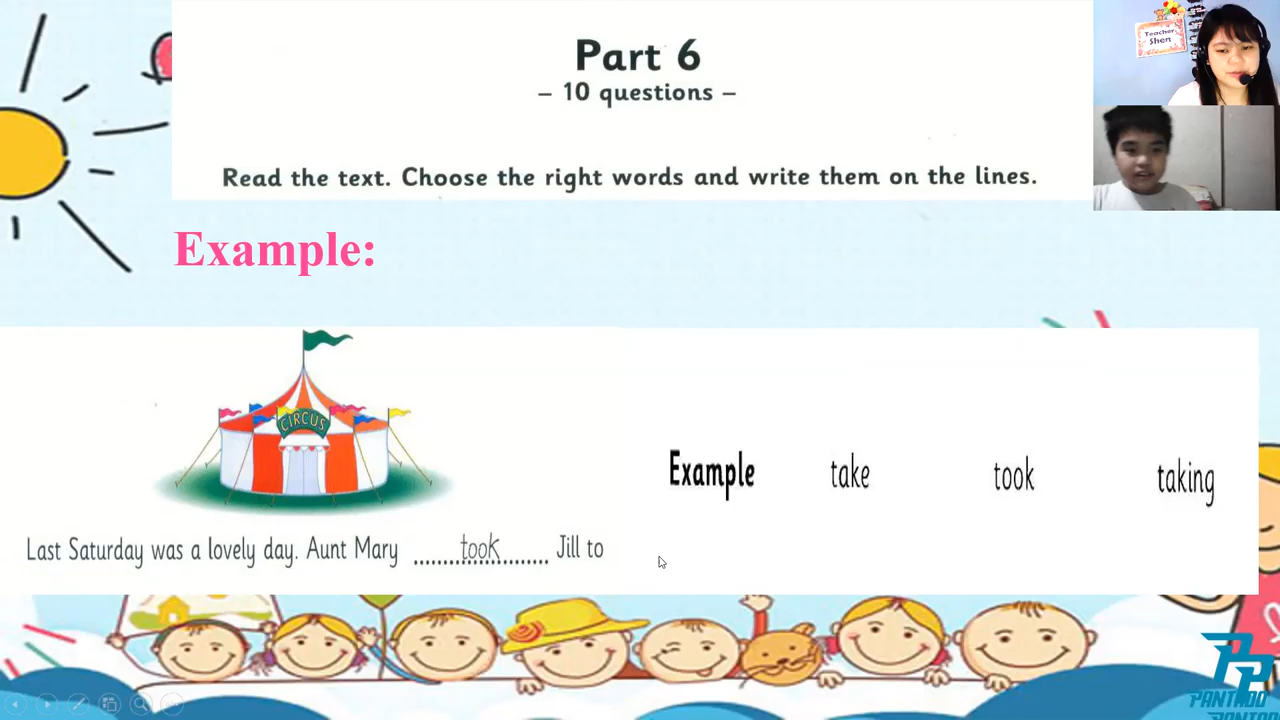 Part 6
– 10 questions –
Read the text. Choose the right words and write them on the lines.
Teacher
Shen
Example:
CIRCUS
Last Saturday was a lovely day. Aunt Mary ......took...... Jill to
Example take took taking
PANTADO